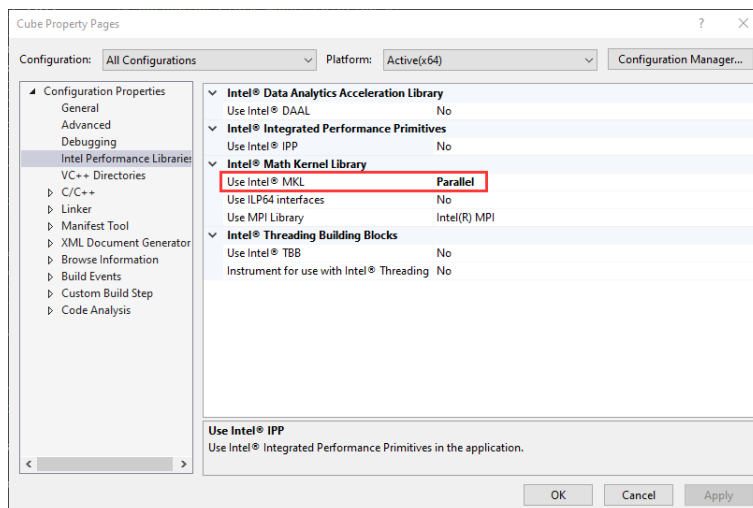 Cube Property Pages
Configuration: All Configurations Platform: Active(x64) Configuration Manager...
Configuration Properties
General
Advanced
Debugging
Intel Performance Libraries
VC++ Directories
C/C++
Linker
Manifest Tool
XML Document Generator
Browse Information
Build Events
Custom Build Step
Code Analysis
Intel® Data Analytics Acceleration Library
Use Intel® DAAL No
Intel® Integrated Performance Primitives
Use Intel® IPP No
Intel® Math Kernel Library
Use Intel® MKL Parallel
Use ILP64 interfaces No
Use MPI Library Intel(R) MPI
Intel® Threading Building Blocks
Use Intel® TBB No
Instrument for use with Intel® Threading No
Use Intel® IPP
Use Intel® Integrated Performance Primitives in the application.
OK Cancel Apply